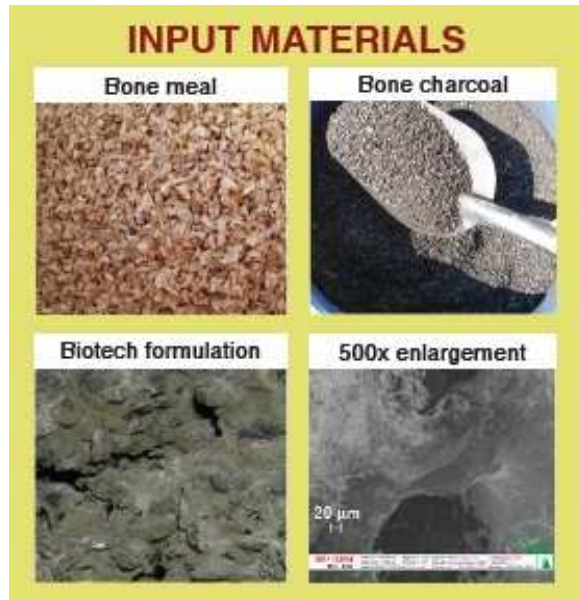 INPUT MATERIALS
Bone meal
Bone charcoal
Biotech formulation
500x enlargement
20 µm